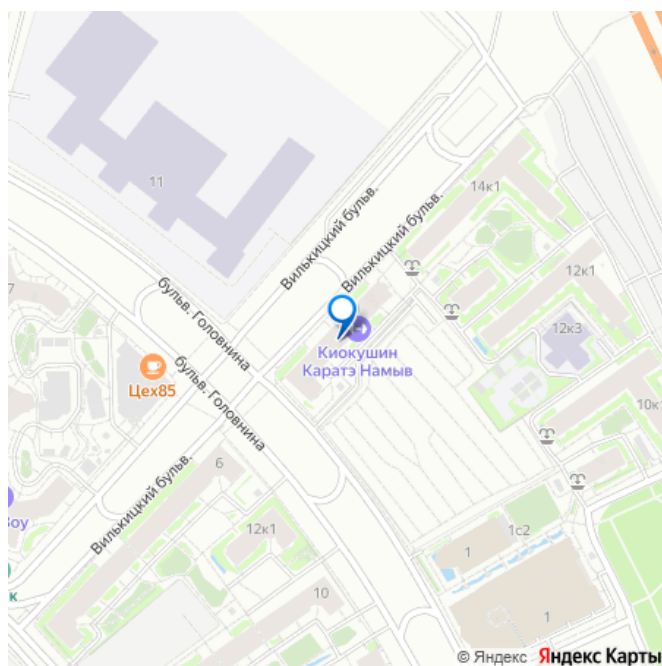 11
Вилькицкий бульв.
14к1
Вилькицкий бульв.
12к1
бульв. Головнина
12к3
Киокушин
Каратэ Намыв
Цех85
бульв. Головнина
10к1
6
Вилькицкий бульв.
12к1
1с2
1
10
1
© Яндекс Яндекс Карты